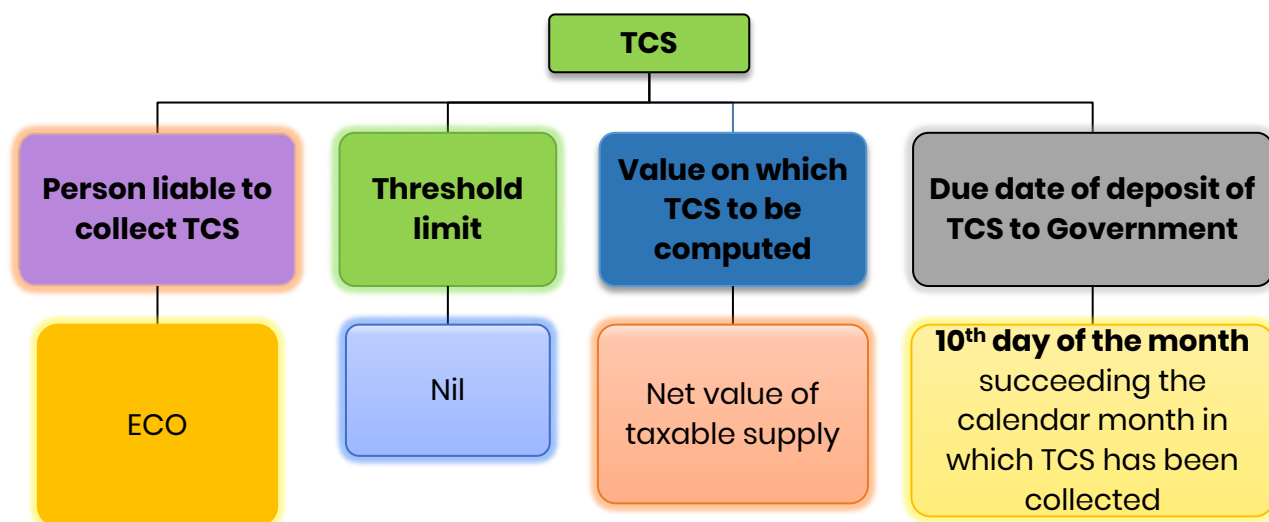 TCS
Person liable to
collect TCS
Threshold
limit
Value on which
TCS to be
computed
Due date of deposit of
TCS to Government
ECO
Nil
Net value of
taxable supply
10th day of the month
succeeding the
calendar month in
which TCS has been
collected